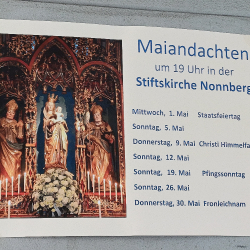 Maiandachten
um 19 Uhr in der
Stiftskirche Nonnberg
Mittwoch, 1. Mai Staatsfeiertag
Sonntag, 5. Mai
Donnerstag, 9. Mai Christi Himmelfa
Sonntag, 12. Mai
Sonntag, 19. Mai Pfingssonntag
Sonntag, 26. Mai
Donnerstag, 30. Mai Fronleichnam